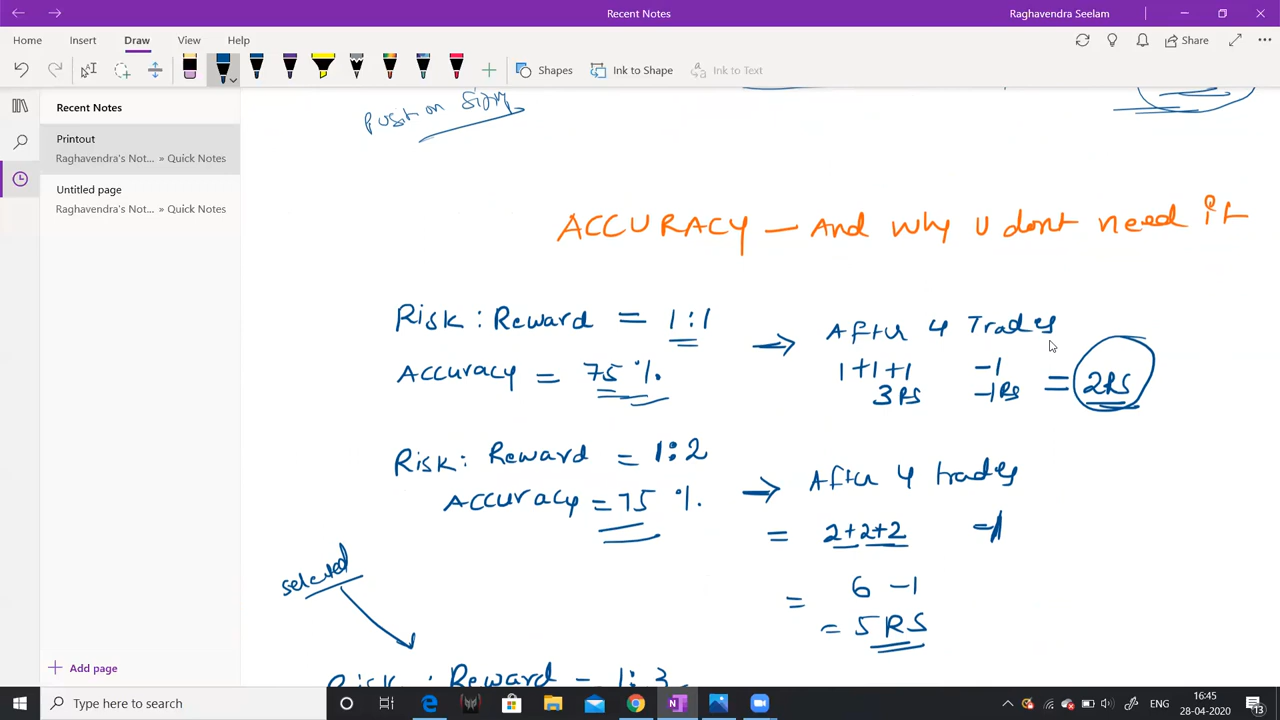 Recent Notes
Raghavendra Seelam
Home Insert Draw View Help
Share
Shapes
Ink to Shape
Ink to Text
Recent Notes
Printout
Raghavendra's Not... » Quick Notes
Untitled page
Raghavendra's Not... » Quick Notes
Position Sizing
ACCURACY — And why U dont need it
Risk : Reward = 1:1
Accuracy = 75 %.
→ After 4 Trades
1+1+1 -1
3RS -1RS = 2RS
Risk: Reward = 1:2
Accuracy = 75 %.
→ After 4 trades
= 2+2+2 -1
= 6 -1
= 5RS
selected
Risk : Reward - 1:3
Add page
Type here to search
ENG
16:45
28-04-2020
13